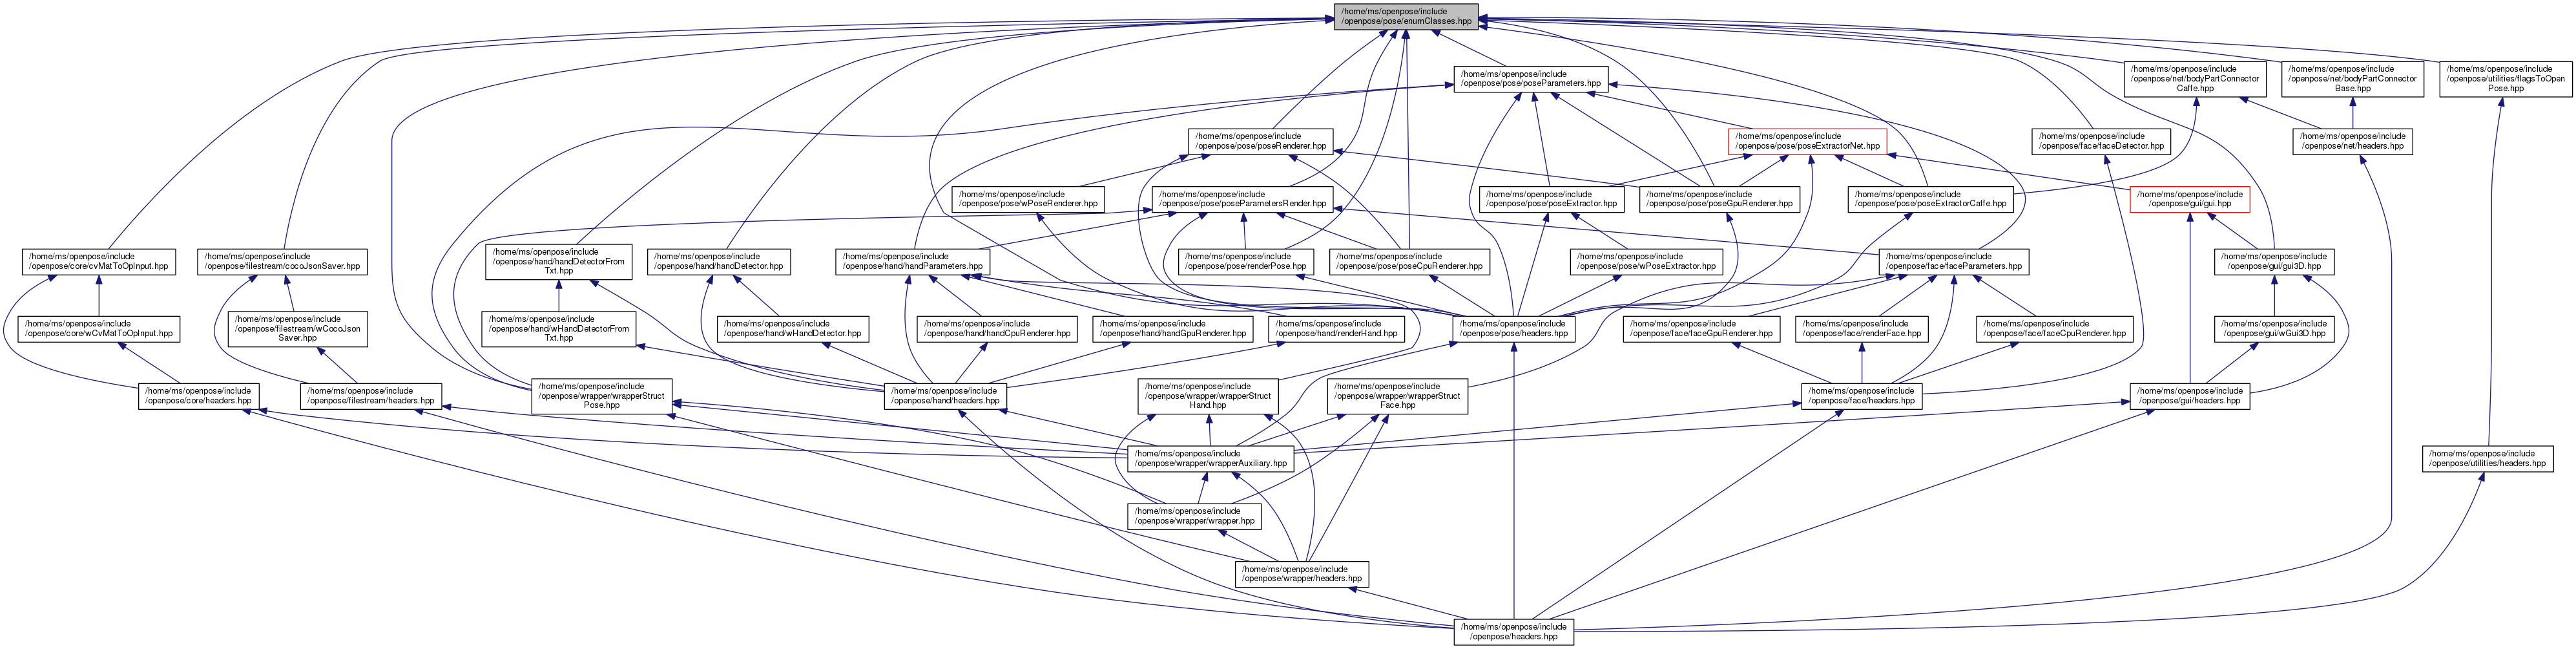 /home/ms/openpose/include
/openpose/pose/enumClasses.hpp
/home/ms/openpose/include
/openpose/pose/poseParameters.hpp
/home/ms/openpose/include
/openpose/net/bodyPartConnector
Caffe.hpp
/home/ms/openpose/include
/openpose/net/bodyPartConnector
Base.hpp
/home/ms/openpose/include
/openpose/utilities/flagsToOpen
Pose.hpp
/home/ms/openpose/include
/openpose/pose/poseRenderer.hpp
/home/ms/openpose/include
/openpose/pose/poseExtractorNet.hpp
/home/ms/openpose/include
/openpose/face/faceDetector.hpp
/home/ms/openpose/include
/openpose/net/headers.hpp
/home/ms/openpose/include
/openpose/pose/wPoseRenderer.hpp
/home/ms/openpose/include
/openpose/pose/poseParametersRender.hpp
/home/ms/openpose/include
/openpose/pose/poseExtractor.hpp
/home/ms/openpose/include
/openpose/pose/poseGpuRenderer.hpp
/home/ms/openpose/include
/openpose/pose/poseExtractorCaffe.hpp
/home/ms/openpose/include
/openpose/gui/gui.hpp
/home/ms/openpose/include
/openpose/core/cvMatToOpInput.hpp
/home/ms/openpose/include
/openpose/filestream/cocoJsonSaver.hpp
/home/ms/openpose/include
/openpose/hand/handDetectorFrom
Txt.hpp
/home/ms/openpose/include
/openpose/hand/handDetector.hpp
/home/ms/openpose/include
/openpose/hand/handParameters.hpp
/home/ms/openpose/include
/openpose/pose/renderPose.hpp
/home/ms/openpose/include
/openpose/pose/poseCpuRenderer.hpp
/home/ms/openpose/include
/openpose/pose/wPoseExtractor.hpp
/home/ms/openpose/include
/openpose/face/faceParameters.hpp
/home/ms/openpose/include
/openpose/gui/gui3D.hpp
/home/ms/openpose/include
/openpose/core/wCvMatToOpInput.hpp
/home/ms/openpose/include
/openpose/filestream/wCocoJson
Saver.hpp
/home/ms/openpose/include
/openpose/hand/wHandDetectorFrom
Txt.hpp
/home/ms/openpose/include
/openpose/hand/wHandDetector.hpp
/home/ms/openpose/include
/openpose/hand/handCpuRenderer.hpp
/home/ms/openpose/include
/openpose/hand/handGpuRenderer.hpp
/home/ms/openpose/include
/openpose/hand/renderHand.hpp
/home/ms/openpose/include
/openpose/pose/headers.hpp
/home/ms/openpose/include
/openpose/face/faceGpuRenderer.hpp
/home/ms/openpose/include
/openpose/face/renderFace.hpp
/home/ms/openpose/include
/openpose/face/faceCpuRenderer.hpp
/home/ms/openpose/include
/openpose/gui/wGui3D.hpp
/home/ms/openpose/include
/openpose/core/headers.hpp
/home/ms/openpose/include
/openpose/filestream/headers.hpp
/home/ms/openpose/include
/openpose/wrapper/wrapperStruct
Pose.hpp
/home/ms/openpose/include
/openpose/hand/headers.hpp
/home/ms/openpose/include
/openpose/wrapper/wrapperStruct
Hand.hpp
/home/ms/openpose/include
/openpose/wrapper/wrapperStruct
Face.hpp
/home/ms/openpose/include
/openpose/face/headers.hpp
/home/ms/openpose/include
/openpose/gui/headers.hpp
/home/ms/openpose/include
/openpose/wrapper/wrapperAuxiliary.hpp
/home/ms/openpose/include
/openpose/utilities/headers.hpp
/home/ms/openpose/include
/openpose/wrapper/wrapper.hpp
/home/ms/openpose/include
/openpose/wrapper/headers.hpp
/home/ms/openpose/include
/openpose/headers.hpp